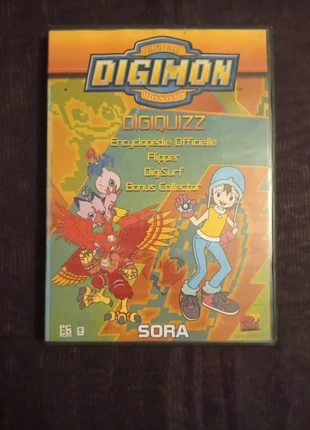 DIGITAL
DIGIMON
MONSTERS
DIGIQUIZZ
Encyclopédie Officielle
Flipper
DigiSurf
Bonus Collector
SORA